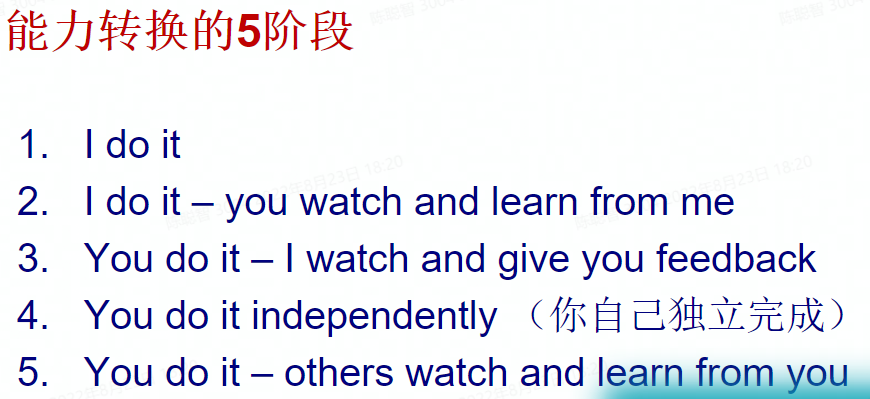 能力转换的5阶段
1. I do it
2. I do it – you watch and learn from me
3. You do it – I watch and give you feedback
4. You do it independently （你自己独立完成）
5. You do it – others watch and learn from you